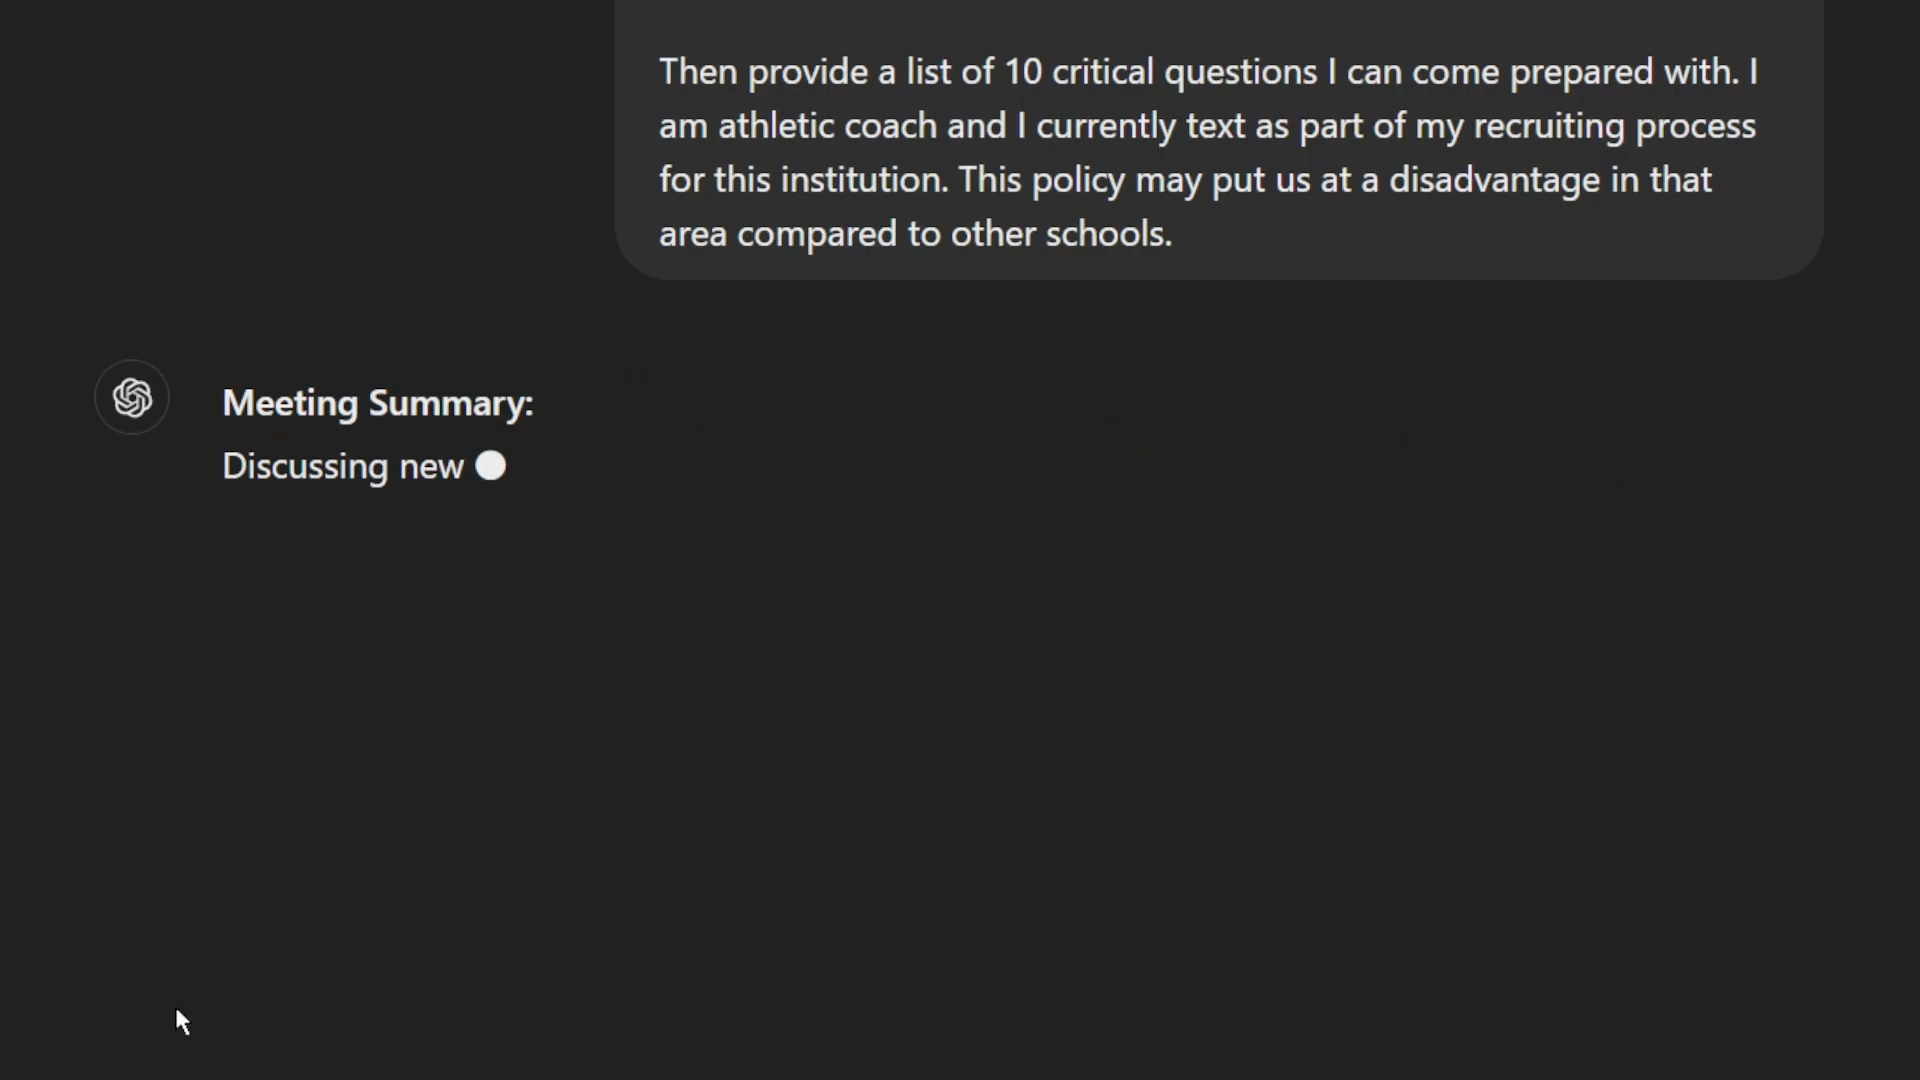 Then provide a list of 10 critical questions I can come prepared with. I
am athletic coach and I currently text as part of my recruiting process
for this institution. This policy may put us at a disadvantage in that
area compared to other schools.
Meeting Summary:
Discussing new